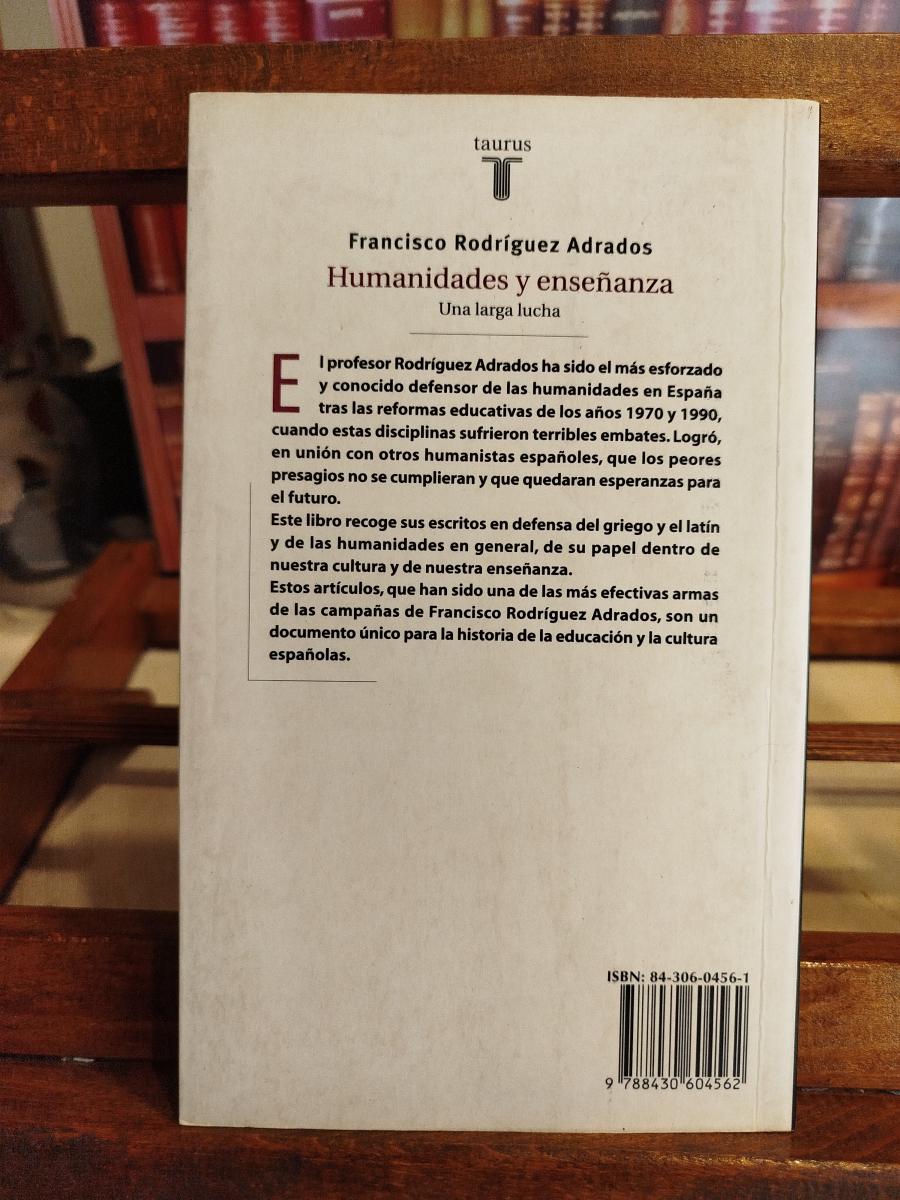 taurus
Francisco Rodríguez Adrados
Humanidades y enseñanza
Una larga lucha
El profesor Rodríguez Adrados ha sido el más esforzado
y conocido defensor de las humanidades en España
tras las reformas educativas de los años 1970 y 1990,
cuando estas disciplinas sufrieron terribles embates. Logró,
en unión con otros humanistas españoles, que los peores
presagios no se cumplieran y que quedaran esperanzas para
el futuro.
Este libro recoge sus escritos en defensa del griego y el latín
y de las humanidades en general, de su papel dentro de
nuestra cultura y de nuestra enseñanza.
Estos artículos, que han sido una de las más efectivas armas
de las campañas de Francisco Rodríguez Adrados, son un
documento único para la historia de la educación y la cultura
españolas.
ISBN: 84-306-0456-1
9 788430 604562